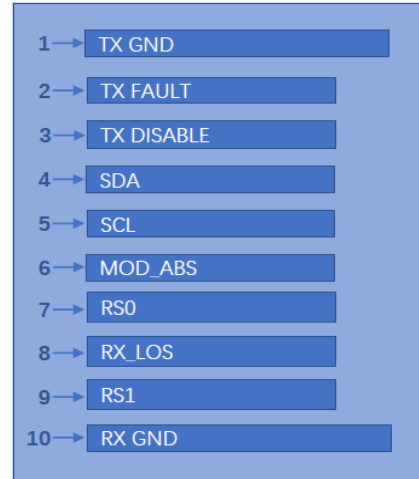 1 TX GND
2 TX FAULT
3 TX DISABLE
4 SDA
5 SCL
6 MOD_ABS
7 RS0
8 RX_LOS
9 RS1
10 RX GND